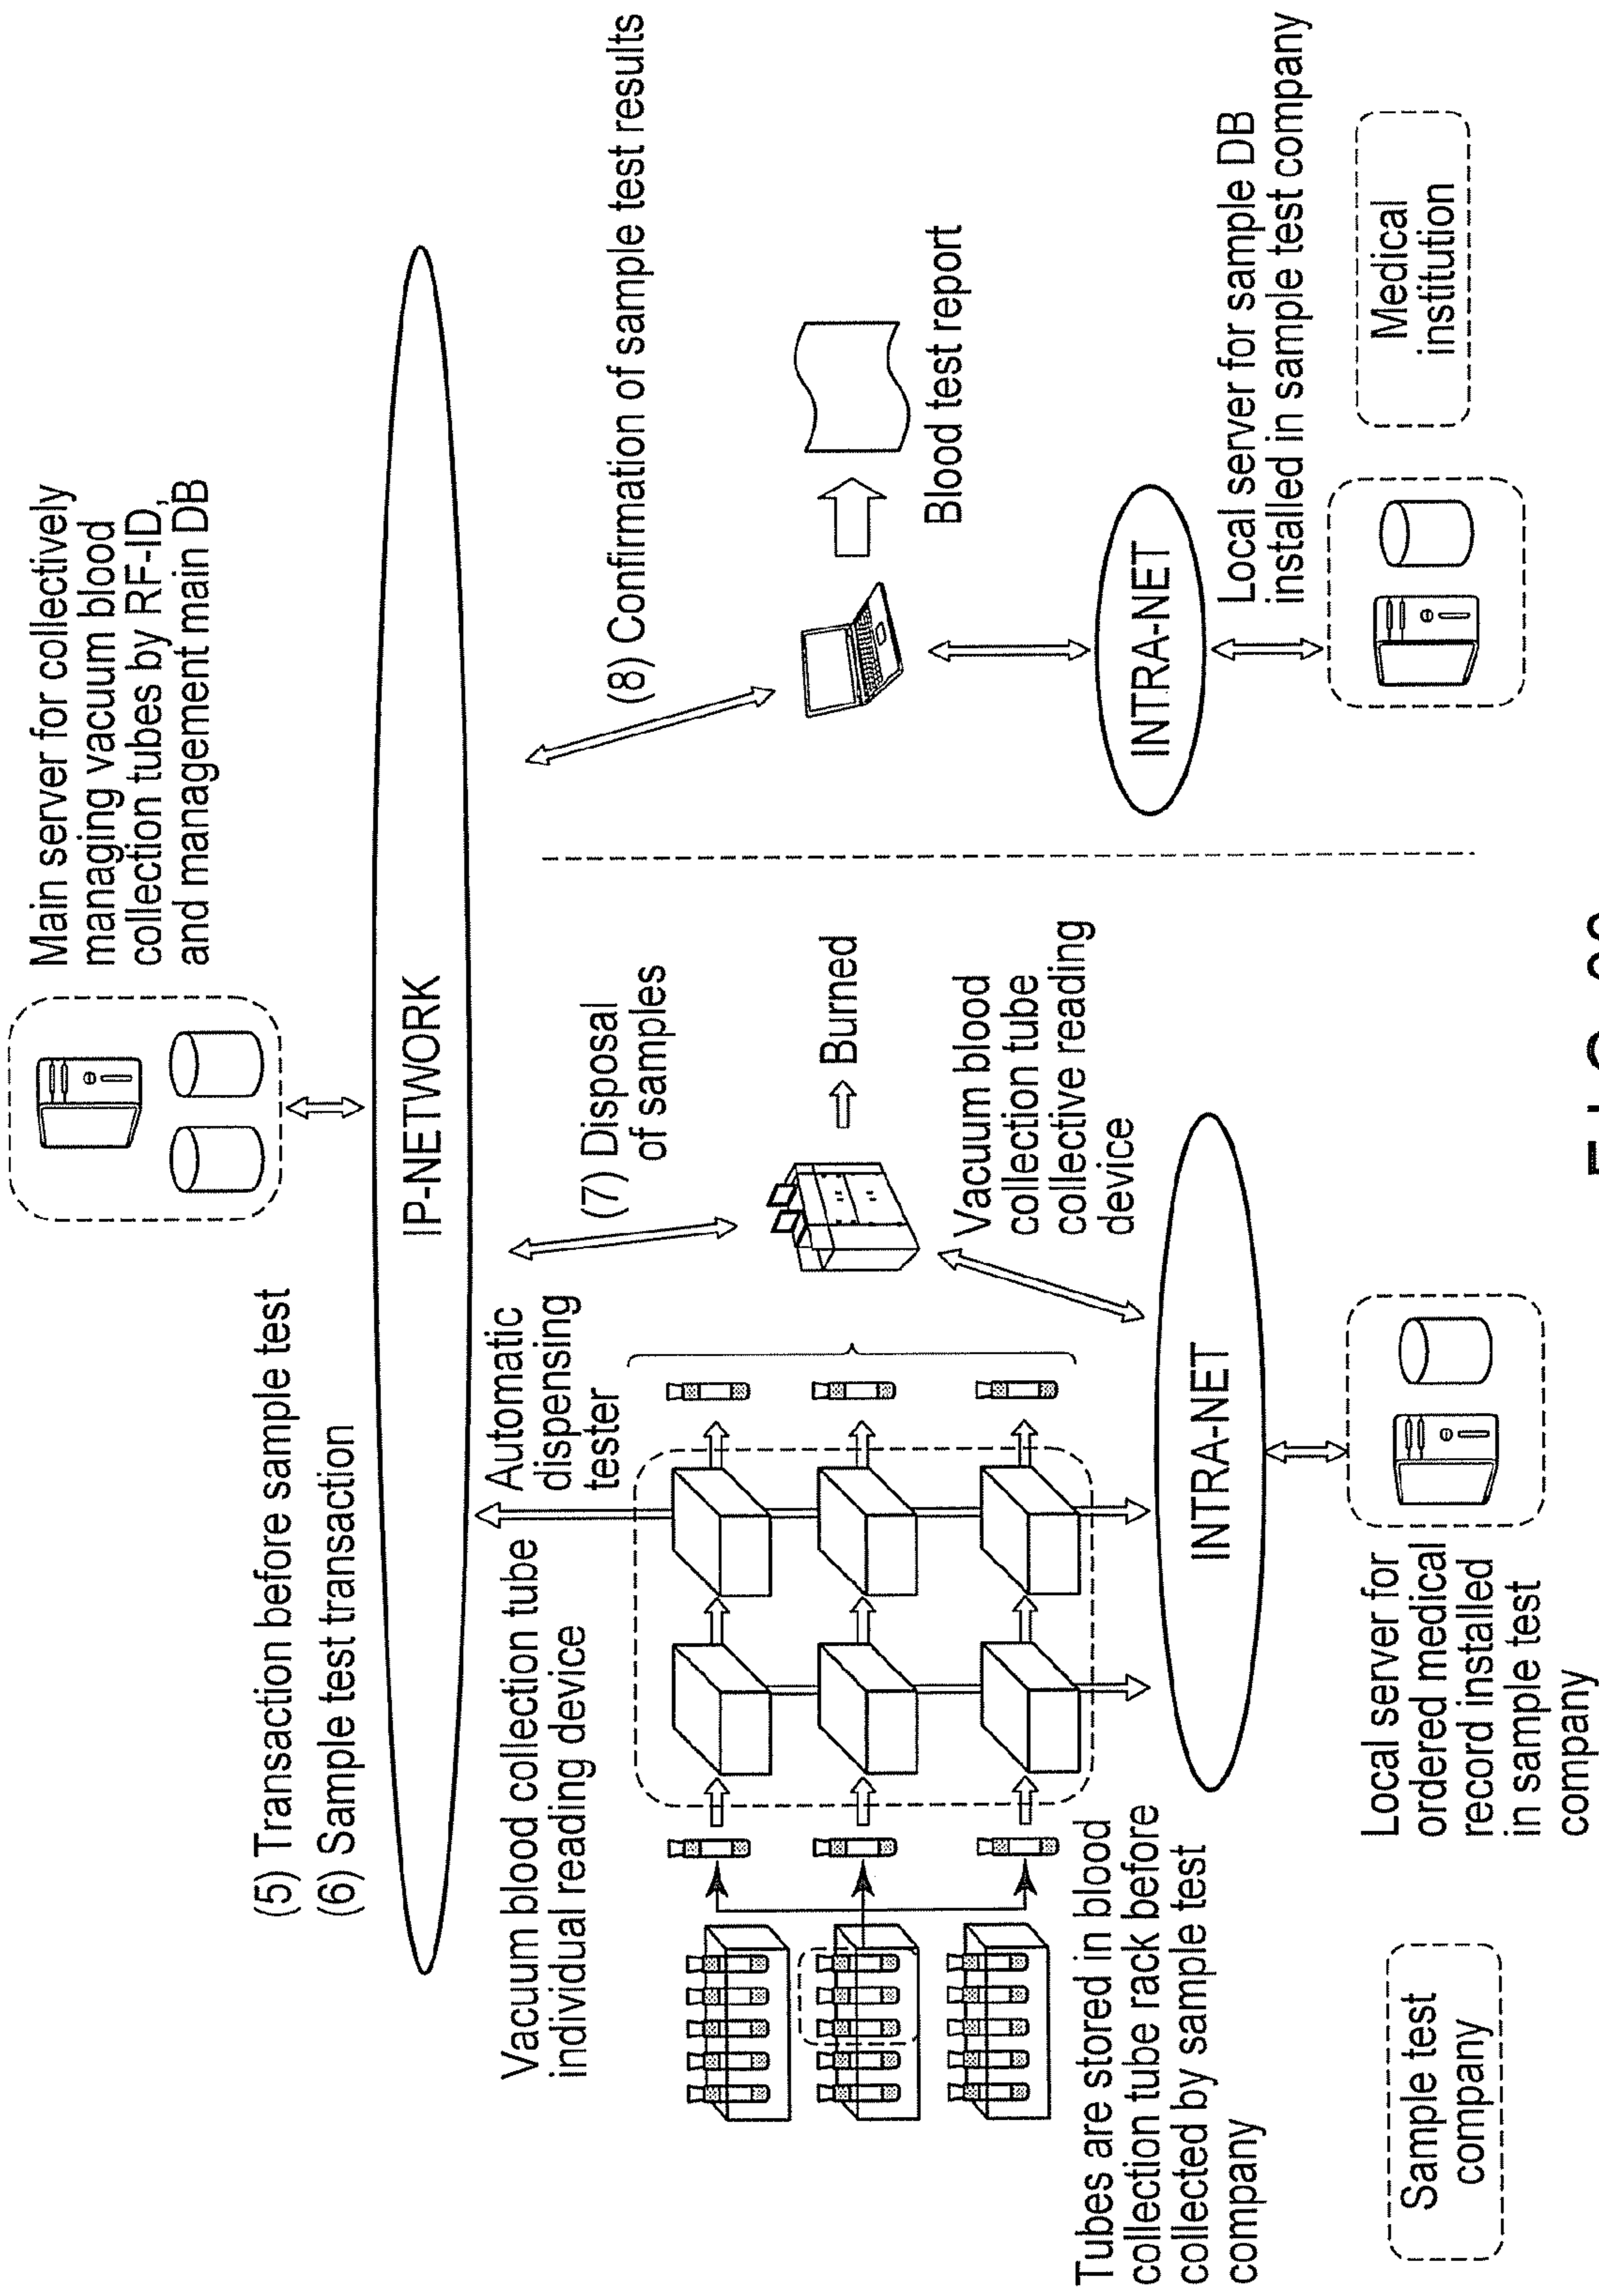 Main server for collectively
managing vacuum blood
collection tubes by RF-ID,
and management main DB
(5) Transaction before sample test
(6) Sample test transaction
IP-NETWORK
Vacuum blood collection tube
individual reading device
Automatic
dispensing
tester
(7) Disposal
of samples
Burned
Vacuum blood
collection tube
collective reading
device
(8) Confirmation of sample test results
Blood test report
Tubes are stored in blood
collection tube rack before
collected by sample test
company
INTRA-NET
INTRA-NET
Local server for
ordered medical
record installed
in sample test
company
Local server for sample DB
installed in sample test company
Sample test
company
Medical
institution